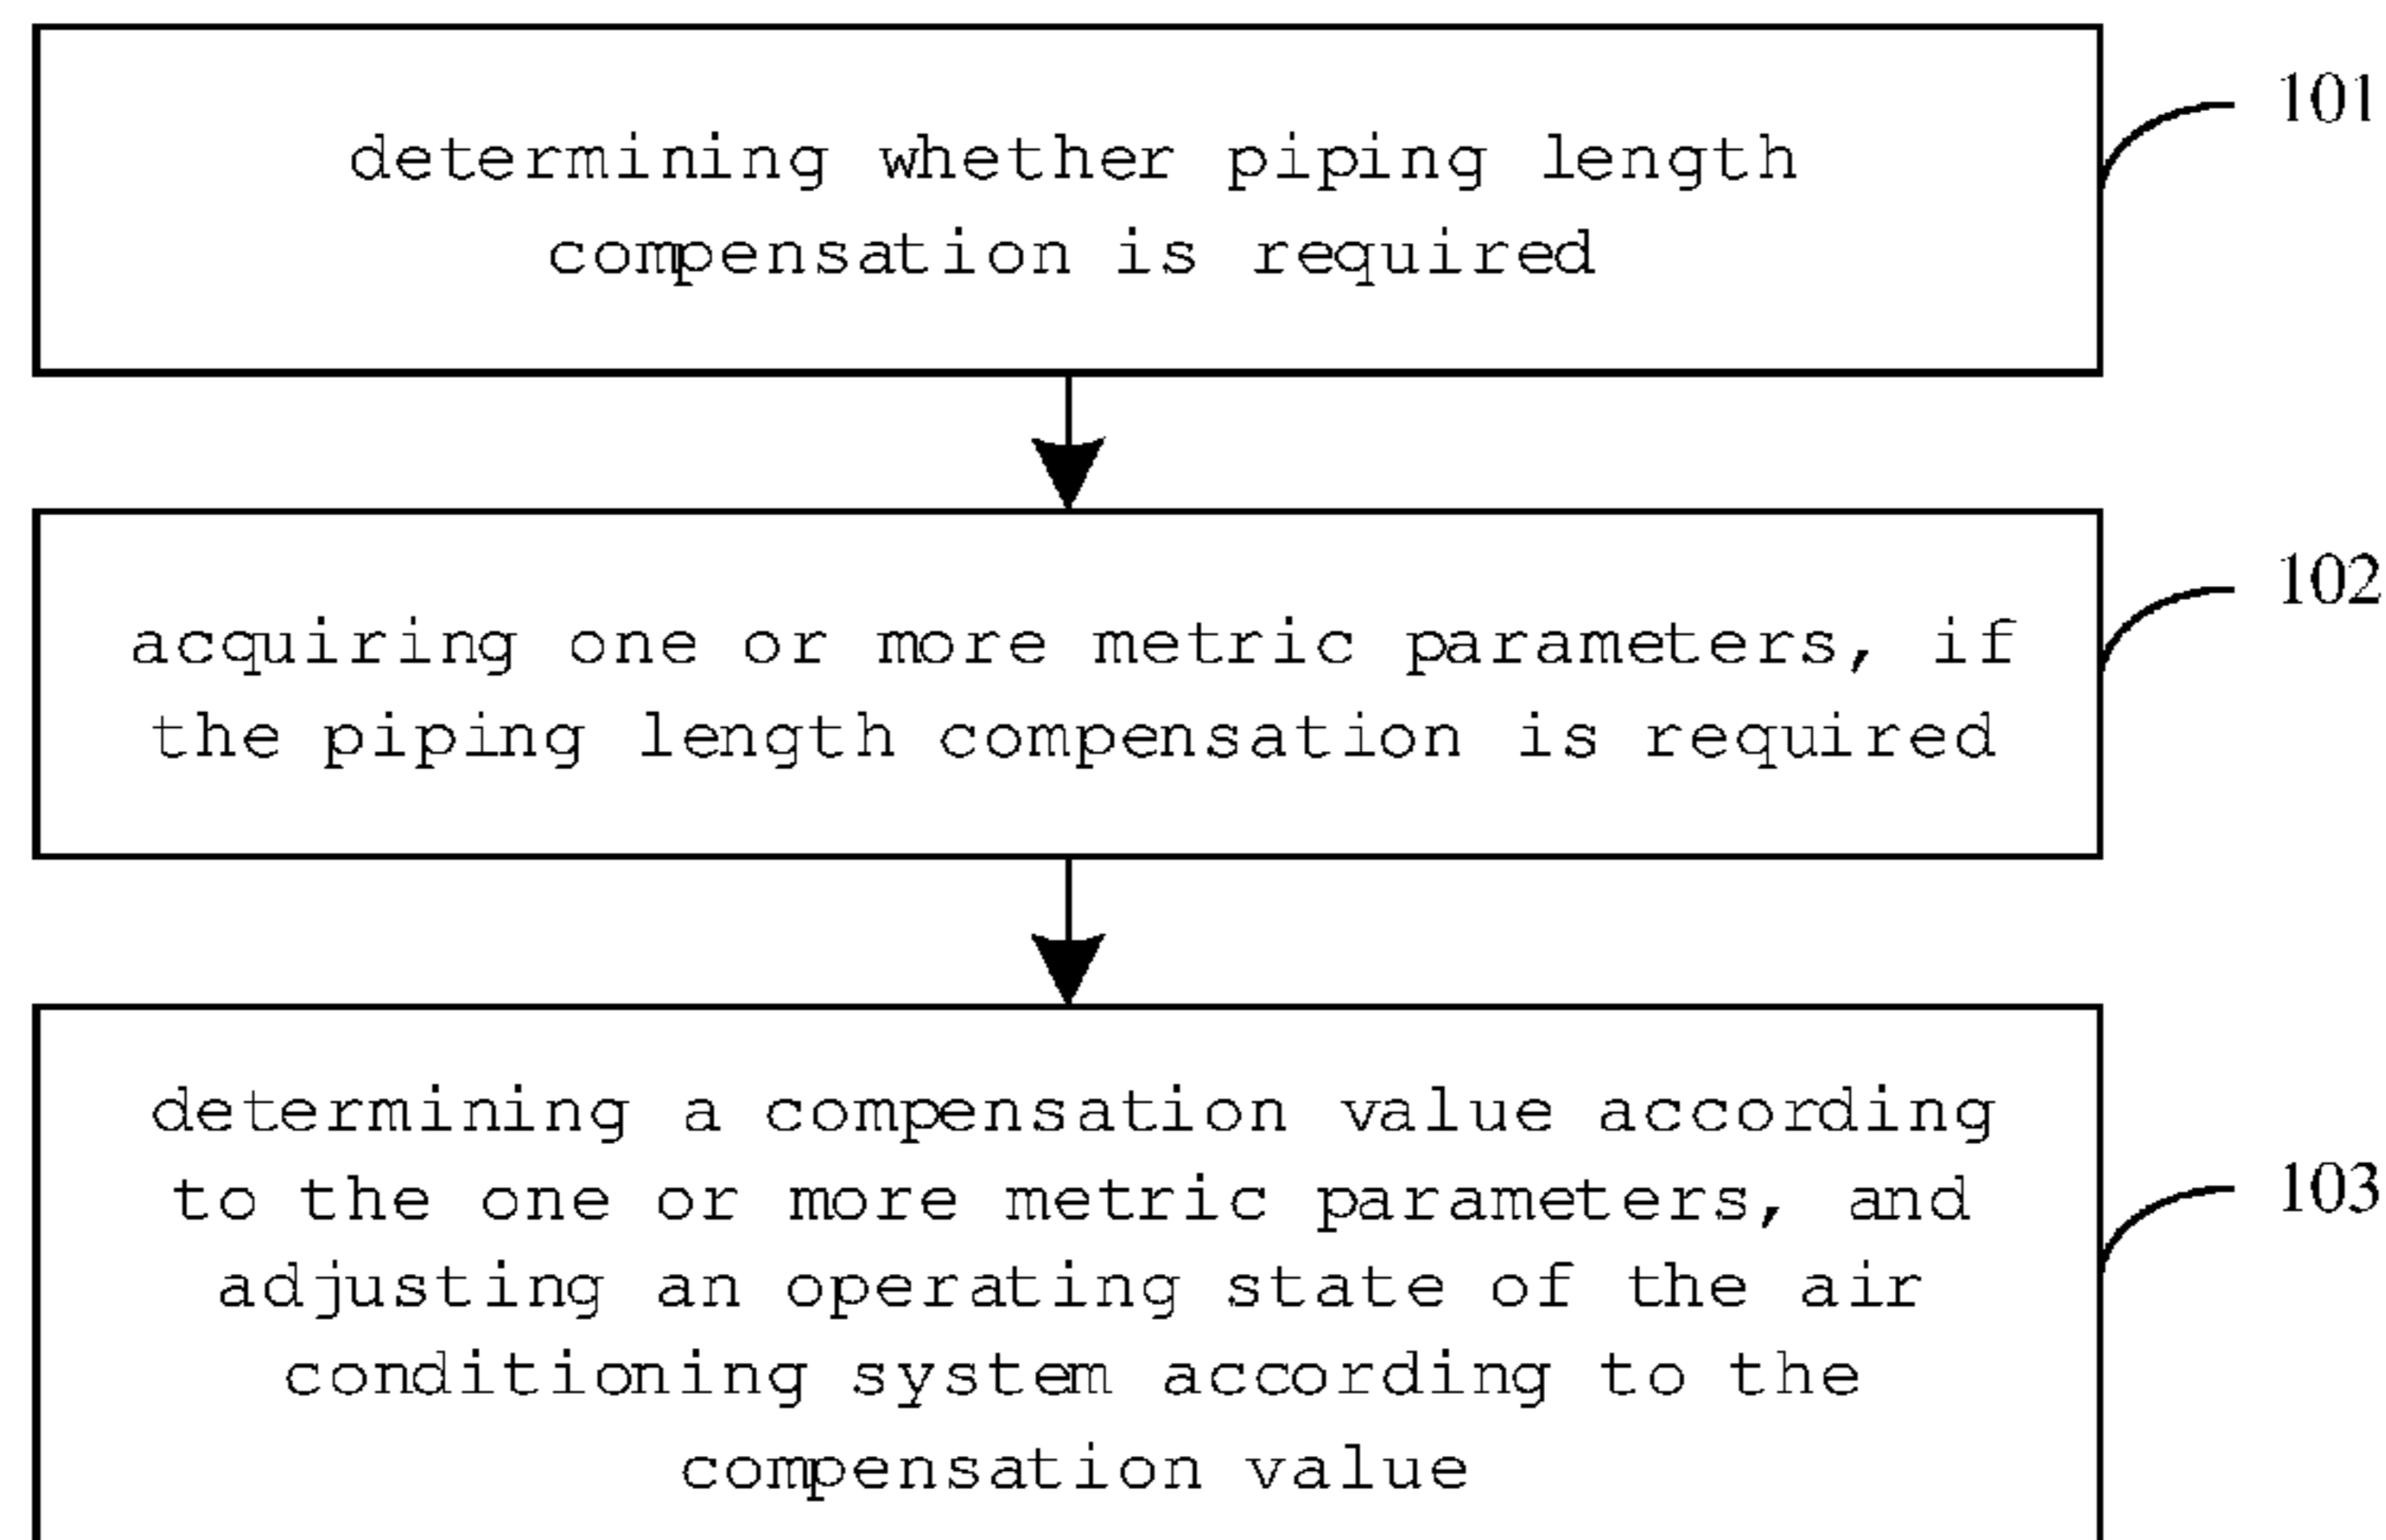 101
determining whether piping length
compensation is required
102
acquiring one or more metric parameters, if
the piping length compensation is required
103
determining a compensation value according
to the one or more metric parameters, and
adjusting an operating state of the air
conditioning system according to the
compensation value